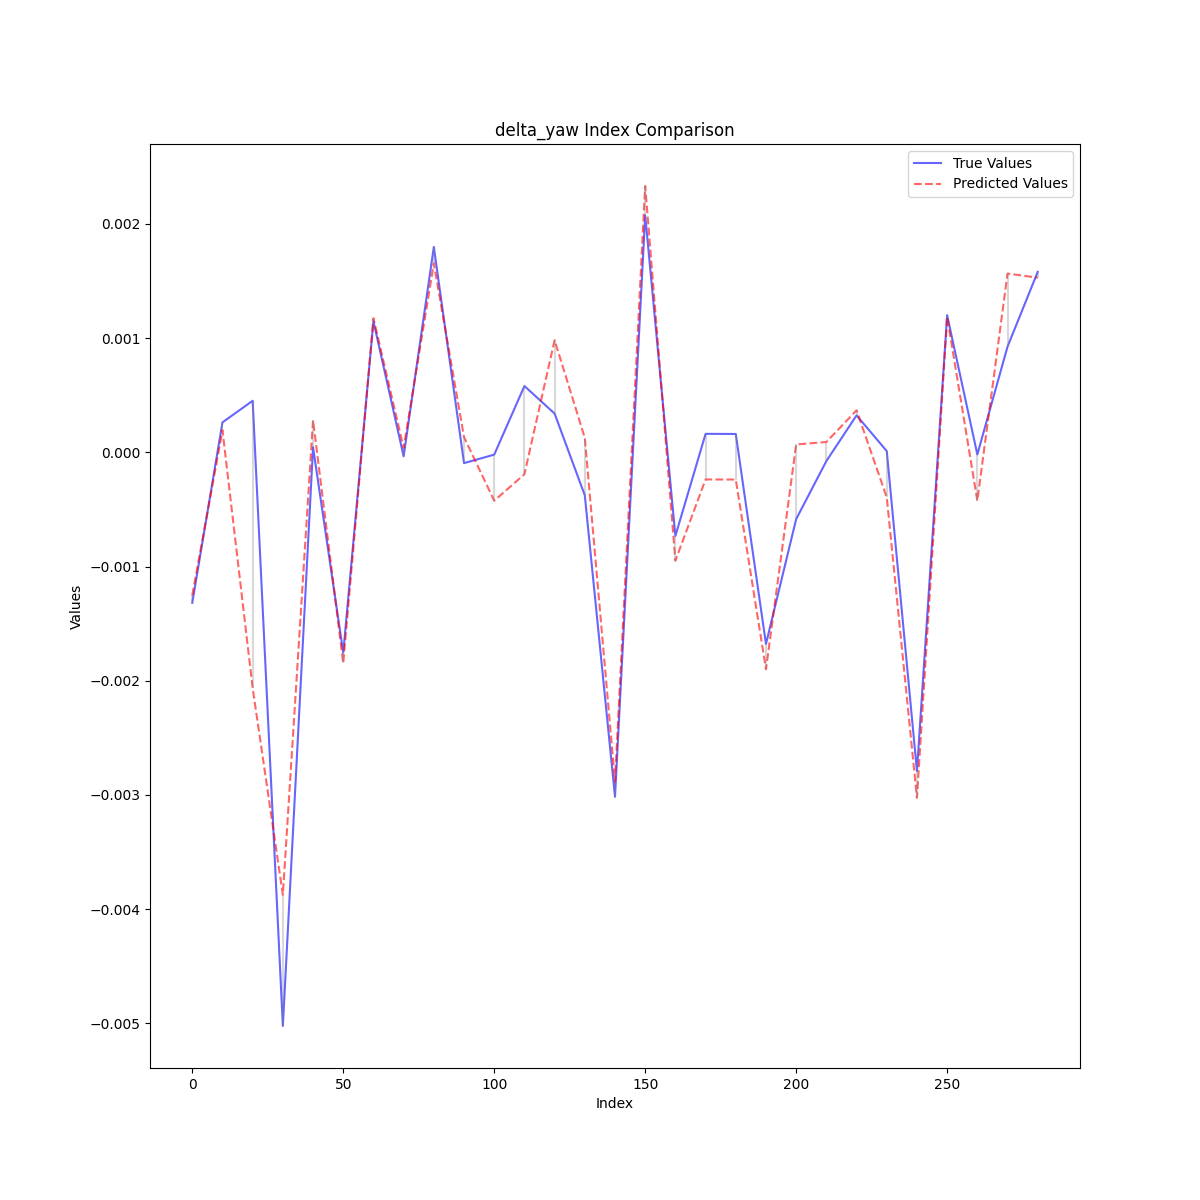 delta_yaw Index Comparison
True Values
Predicted Values
0.002
0.001
0.000
−0.001
−0.002
−0.003
−0.004
−0.005
Values
0 50 100 150 200 250
Index